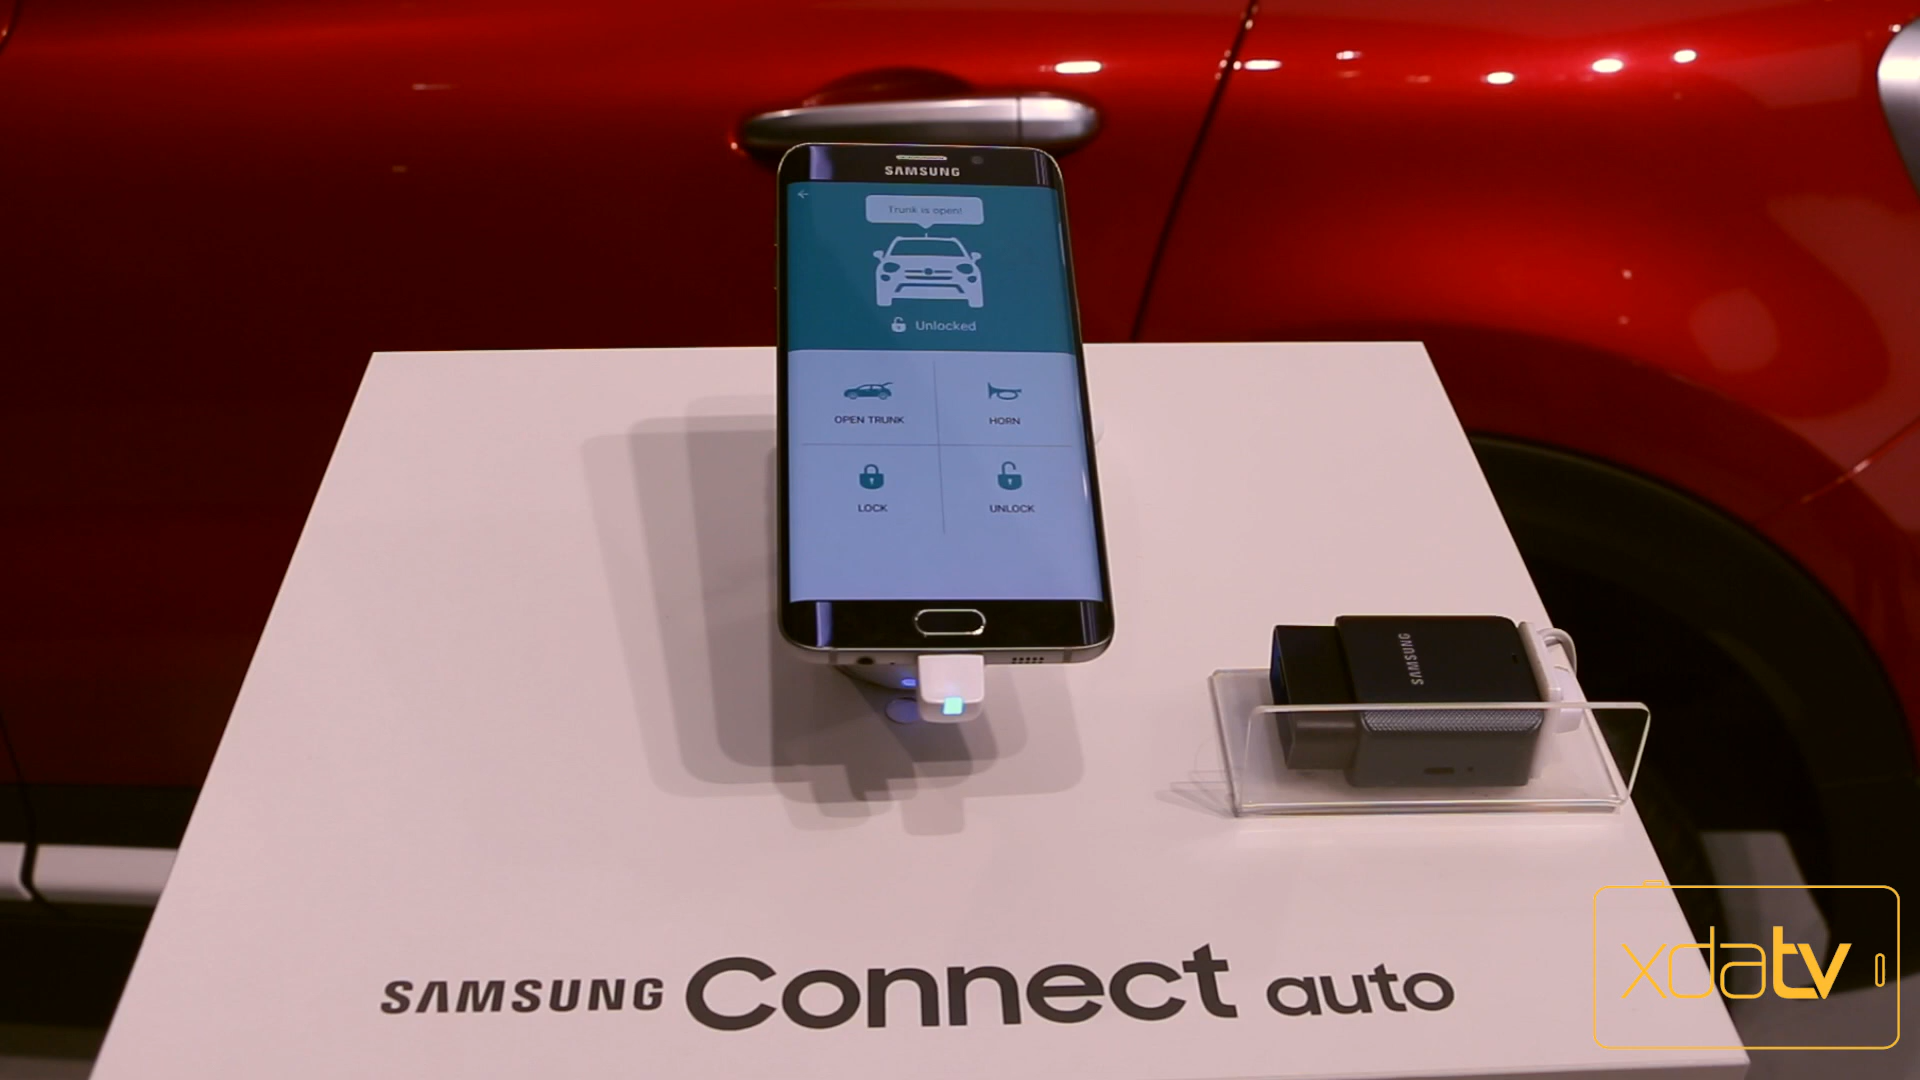 SAMSUNG
Trunk is open!
Unlocked
OPEN TRUNK
HORN
LOCK
UNLOCK
SAMSUNG
SAMSUNG Connect auto
xdatv